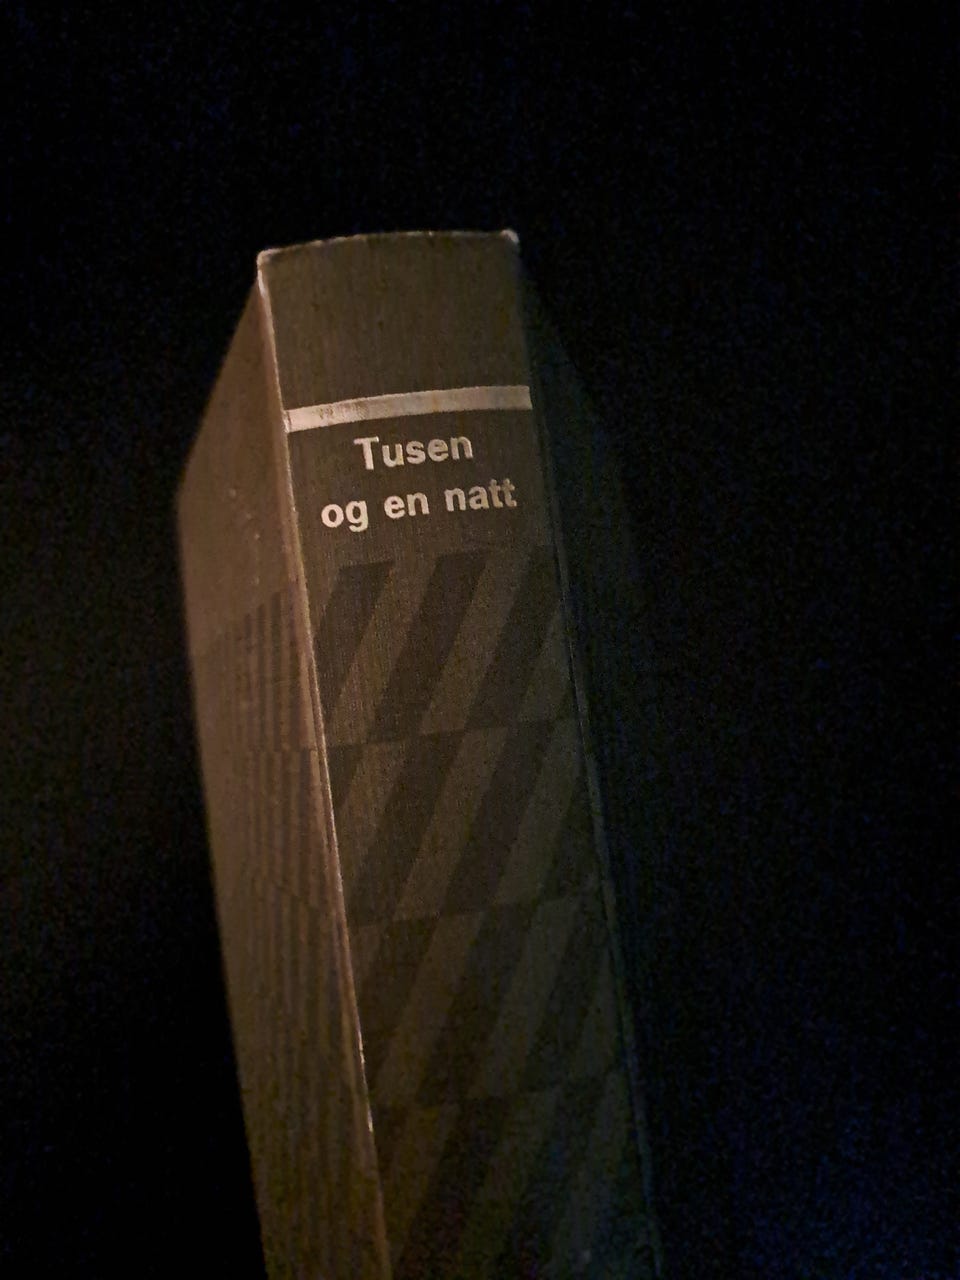 Tusen
og en natt